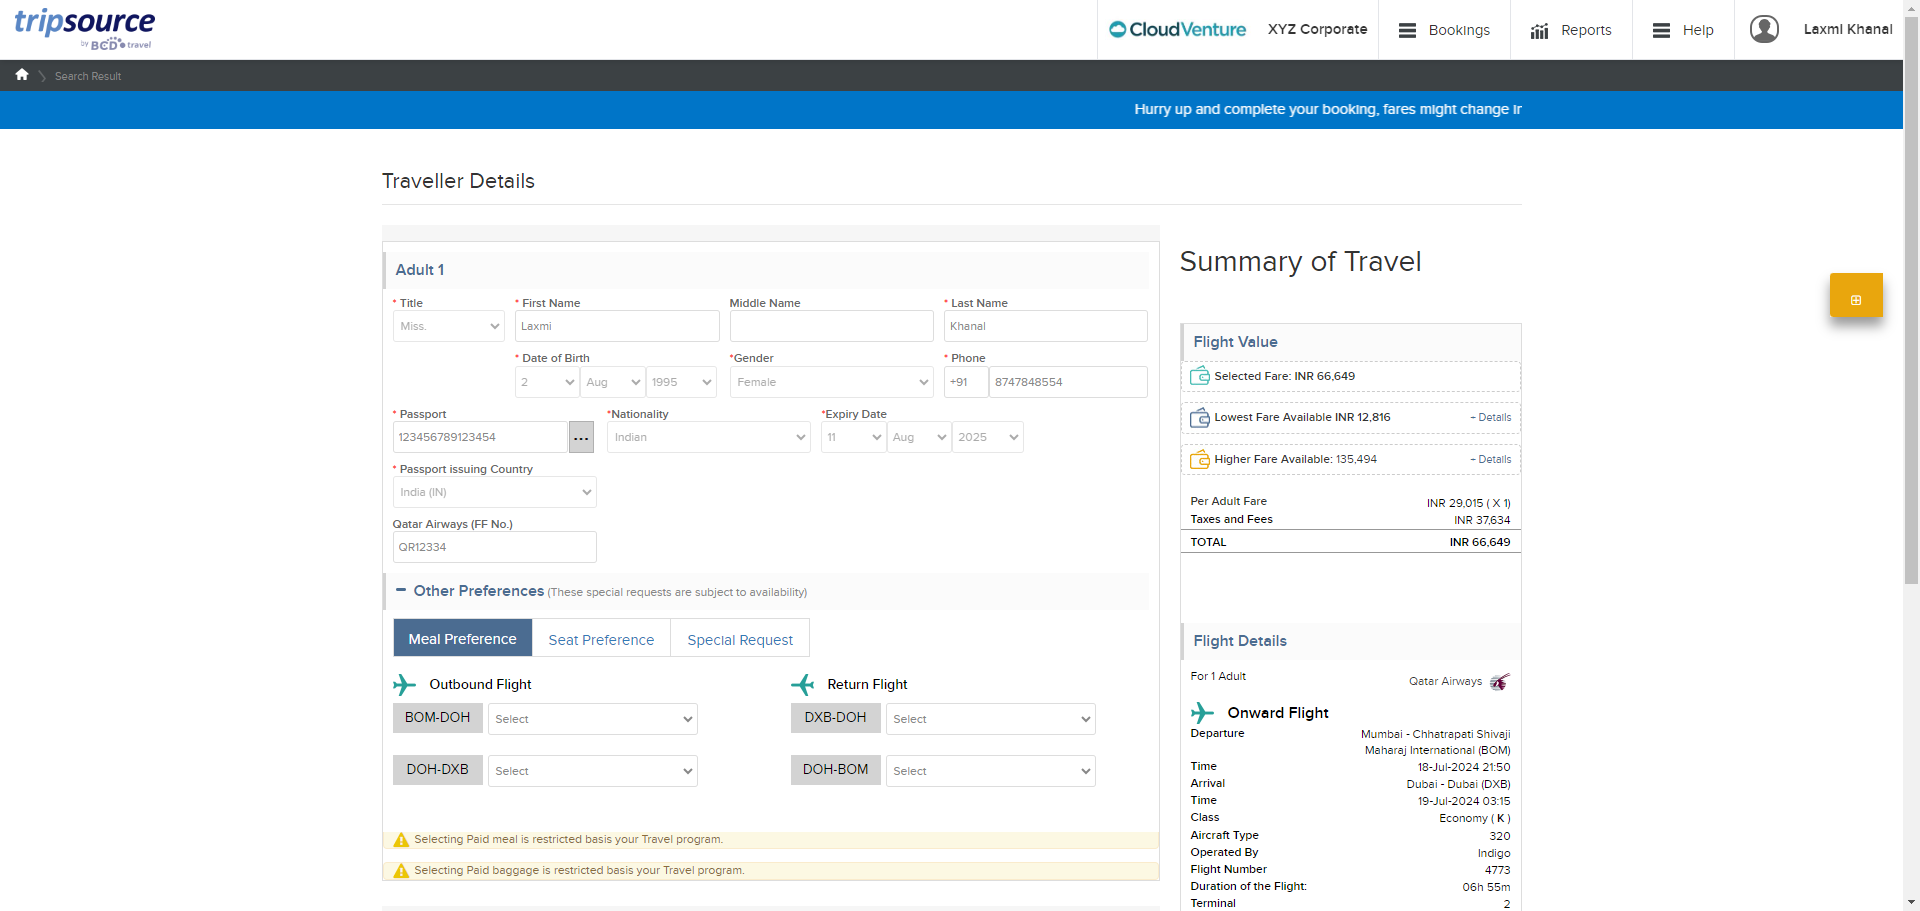 tripsource
by BCD travel
CloudVenture
XYZ Corporate
Bookings
Reports
Help
Laxmi Khanal
Search Result
Hurry up and complete your booking, fares might change ir
Traveller Details
Adult 1
* Title
* First Name
Middle Name
* Last Name
Miss.
Laxmi
Khanal
* Date of Birth
*Gender
* Phone
2
Aug
1995
Female
+91
8747848554
* Passport
*Nationality
*Expiry Date
123456789123454
...
Indian
11
Aug
2025
* Passport issuing Country
India (IN)
Qatar Airways (FF No.)
QR12334
Other Preferences (These special requests are subject to availability)
Meal Preference
Seat Preference
Special Request
Outbound Flight
Return Flight
BOM-DOH
Select
DXB-DOH
Select
DOH-DXB
Select
DOH-BOM
Select
Selecting Paid meal is restricted basis your Travel program.
Selecting Paid baggage is restricted basis your Travel program.
Summary of Travel
Flight Value
Selected Fare: INR 66,649
Lowest Fare Available INR 12,816
+ Details
Higher Fare Available: 135,494
+ Details
Per Adult Fare
INR 29,015 ( X 1)
Taxes and Fees
INR 37,634
TOTAL
INR 66,649
Flight Details
For 1 Adult
Qatar Airways
Onward Flight
Departure
Mumbai - Chhatrapati Shivaji
Maharaj International (BOM)
Time
18-Jul-2024 21:50
Arrival
Dubai - Dubai (DXB)
Time
19-Jul-2024 03:15
Class
Economy ( K )
Aircraft Type
320
Operated By
Indigo
Flight Number
4773
Duration of the Flight:
06h 55m
Terminal
2